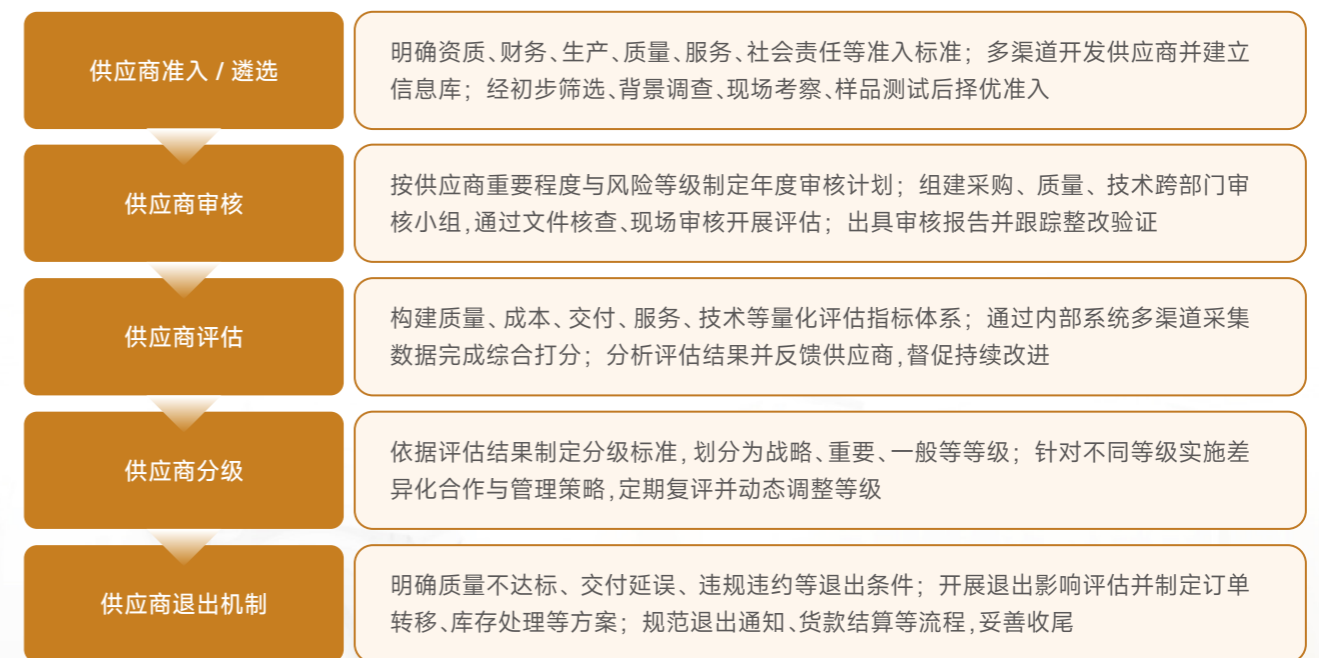 供应商准入 / 遴选
明确资质、财务、生产、质量、服务、社会责任等准入标准；多渠道开发供应商并建立
信息库；经初步筛选、背景调查、现场考察、样品测试后择优准入
供应商审核
按供应商重要程度与风险等级制定年度审核计划；组建采购、质量、技术跨部门审
核小组,通过文件核查、现场审核开展评估；出具审核报告并跟踪整改验证
供应商评估
构建质量、成本、交付、服务、技术等量化评估指标体系；通过内部系统多渠道采集
数据完成综合打分；分析评估结果并反馈供应商,督促持续改进
供应商分级
依据评估结果制定分级标准,划分为战略、重要、一般等等级；针对不同等级实施差
异化合作与管理策略,定期复评并动态调整等级
供应商退出机制
明确质量不达标、交付延误、违规违约等退出条件；开展退出影响评估并制定订单
转移、库存处理等方案；规范退出通知、货款结算等流程,妥善收尾